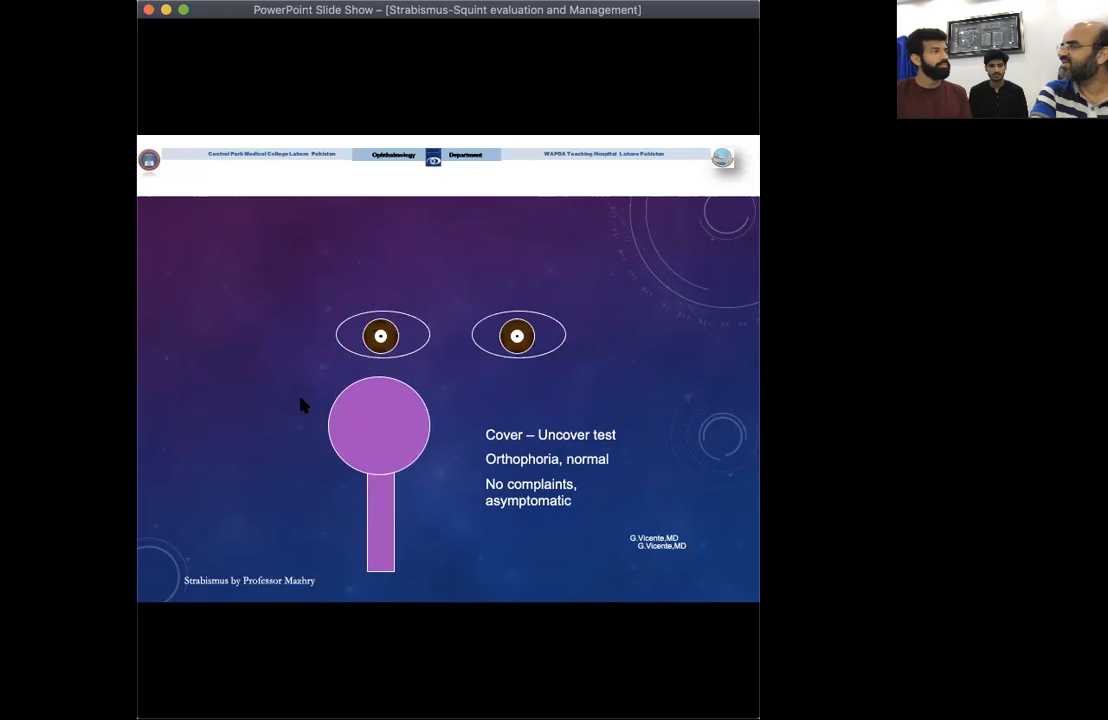 PowerPoint Slide Show – [Strabismus-Squint evaluation and Management]
Central Park Medical College Lahore Pakistan
Ophthalmology Department
WAPDA Teaching Hospital Lahore Pakistan
Cover – Uncover test
Orthophoria, normal
No complaints,
asymptomatic
G.Vicente,MD
G.Vicente,MD
Strabismus by Professor Mazhry